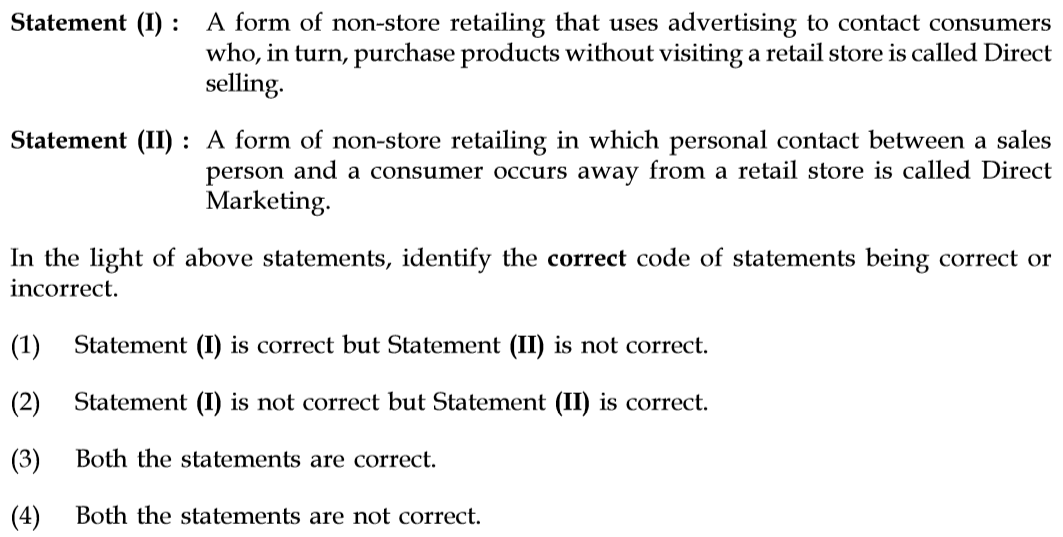 Statement (I) : A form of non-store retailing that uses advertising to contact consumers
who, in turn, purchase products without visiting a retail store is called Direct
selling.
Statement (II) : A form of non-store retailing in which personal contact between a sales
person and a consumer occurs away from a retail store is called Direct
Marketing.
In the light of above statements, identify the correct code of statements being correct or
incorrect.
(1) Statement (I) is correct but Statement (II) is not correct.
(2) Statement (I) is not correct but Statement (II) is correct.
(3) Both the statements are correct.
(4) Both the statements are not correct.